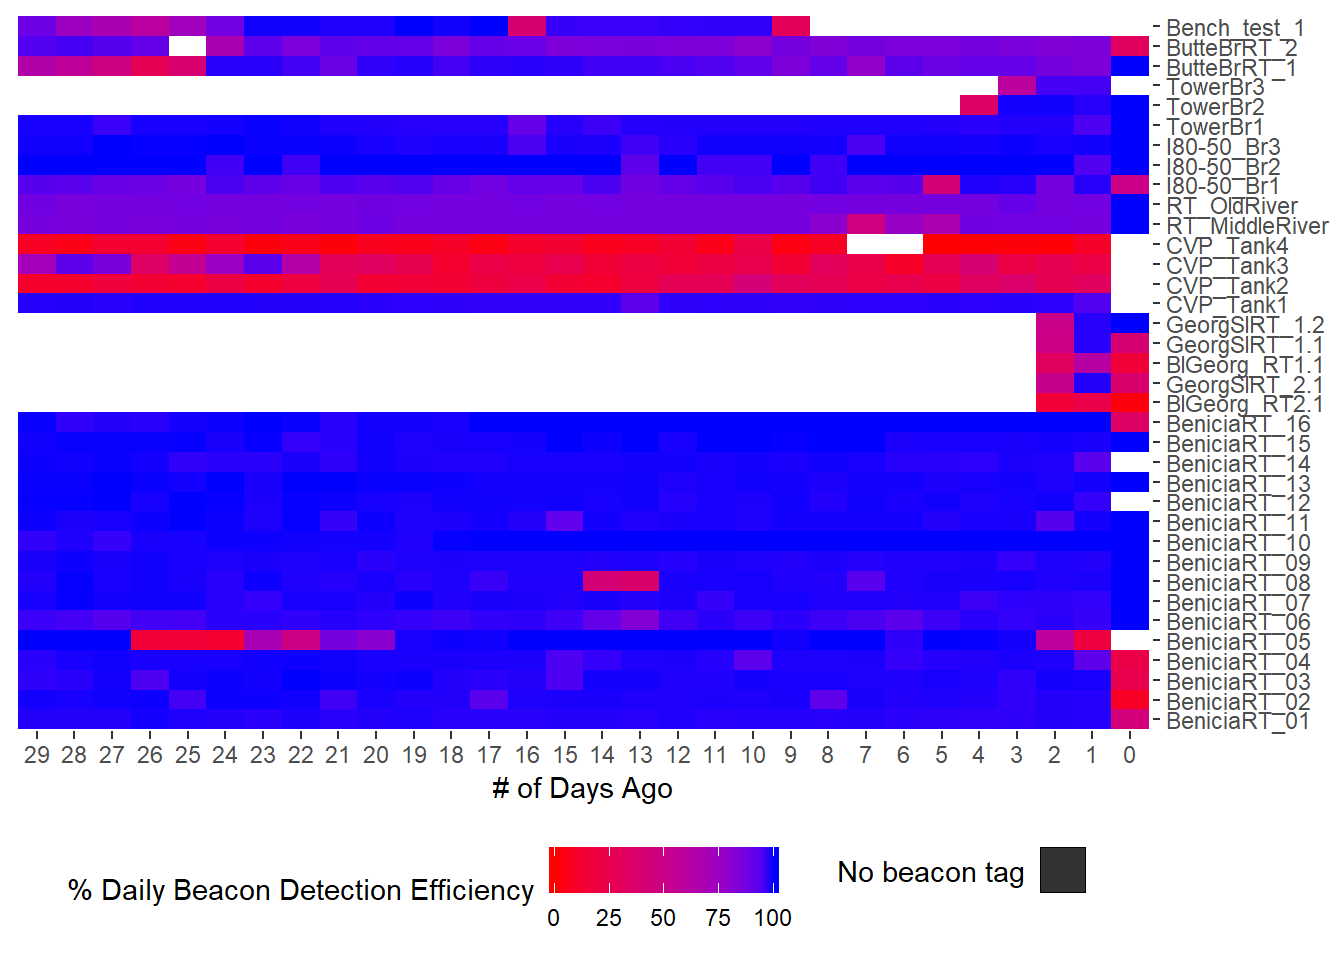 Bench_test_1
ButteBrRT_2
ButteBrRT_1
TowerBr3
TowerBr2
TowerBr1
I80-50_Br3
I80-50_Br2
I80-50_Br1
RT_OldRiver
RT_MiddleRiver
CVP_Tank4
CVP_Tank3
CVP_Tank2
CVP_Tank1
GeorgSlRT_1.2
GeorgSlRT_1.1
BlGeorg_RT1.1
GeorgSlRT_2.1
BlGeorg_RT2.1
BeniciaRT_16
BeniciaRT_15
BeniciaRT_14
BeniciaRT_13
BeniciaRT_12
BeniciaRT_11
BeniciaRT_10
BeniciaRT_09
BeniciaRT_08
BeniciaRT_07
BeniciaRT_06
BeniciaRT_05
BeniciaRT_04
BeniciaRT_03
BeniciaRT_02
BeniciaRT_01
29 28 27 26 25 24 23 22 21 20 19 18 17 16 15 14 13 12 11 10 9 8 7 6 5 4 3 2 1 0
# of Days Ago
% Daily Beacon Detection Efficiency
0 25 50 75 100
No beacon tag